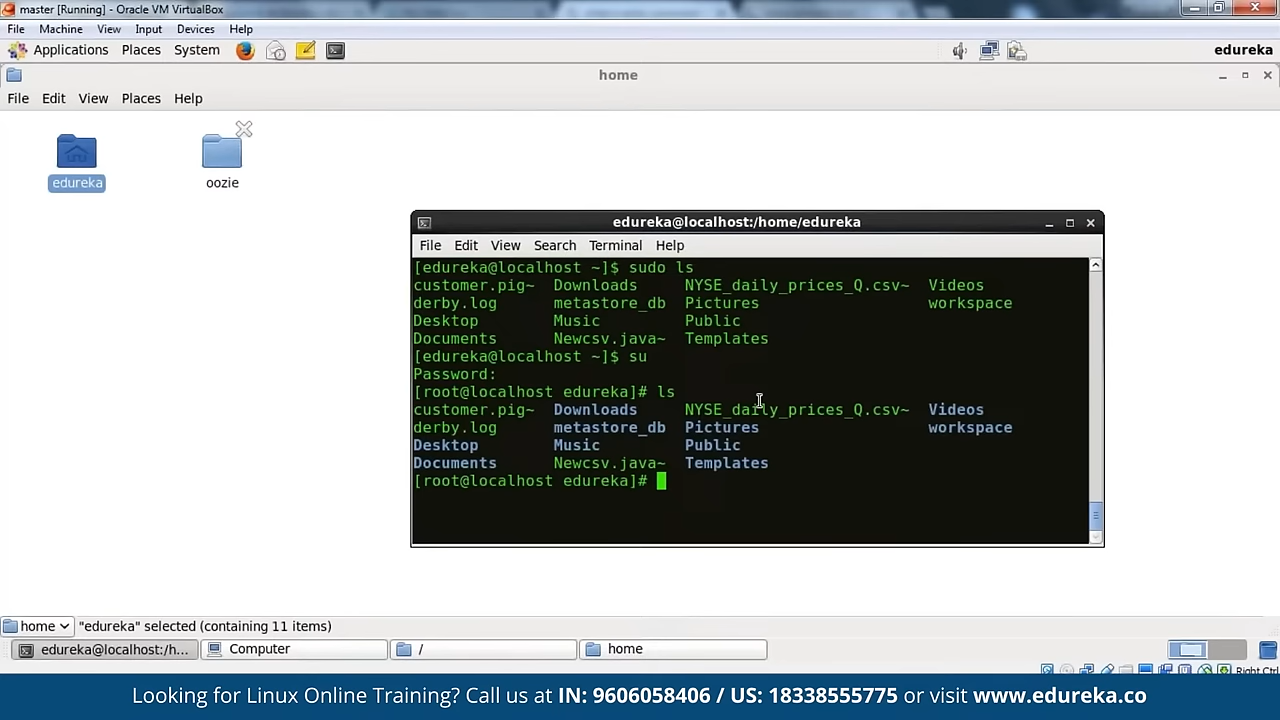 master [Running] - Oracle VM VirtualBox
File Machine View Input Devices Help
Applications Places System edureka
home
File Edit View Places Help
edureka oozie
edureka@localhost:/home/edureka
File Edit View Search Terminal Help
[edureka@localhost ~]$ sudo ls
customer.pig~ Downloads NYSE_daily_prices_Q.csv~ Videos
derby.log metastore_db Pictures workspace
Desktop Music Public
Documents Newcsv.java~ Templates
[edureka@localhost ~]$ su
Password:
[root@localhost edureka]# ls
customer.pig~ Downloads NYSE_daily_prices_Q.csv~ Videos
derby.log metastore_db Pictures workspace
Desktop Music Public
Documents Newcsv.java~ Templates
[root@localhost edureka]#
home "edureka" selected (containing 11 items)
edureka@localhost:/h... Computer / home
Right Ctrl
Looking for Linux Online Training? Call us at IN: 9606058406 / US: 18338555775 or visit www.edureka.co